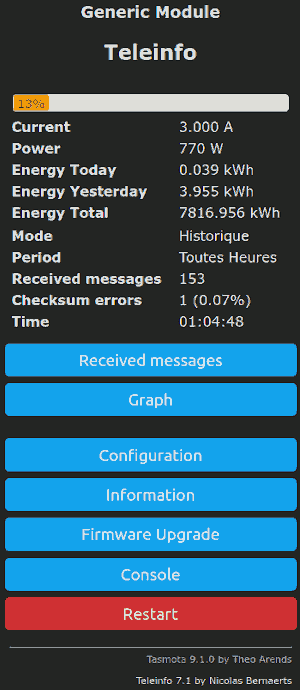 Generic Module
Teleinfo
13%
Current 3.000 A
Power 770 W
Energy Today 0.039 kWh
Energy Yesterday 3.955 kWh
Energy Total 7816.956 kWh
Mode Historique
Period Toutes Heures
Received messages 153
Checksum errors 1 (0.07%)
Time 01:04:48
Received messages
Graph
Configuration
Information
Firmware Upgrade
Console
Restart
Tasmota 9.1.0 by Theo Arends
Teleinfo 7.1 by Nicolas Bernaerts